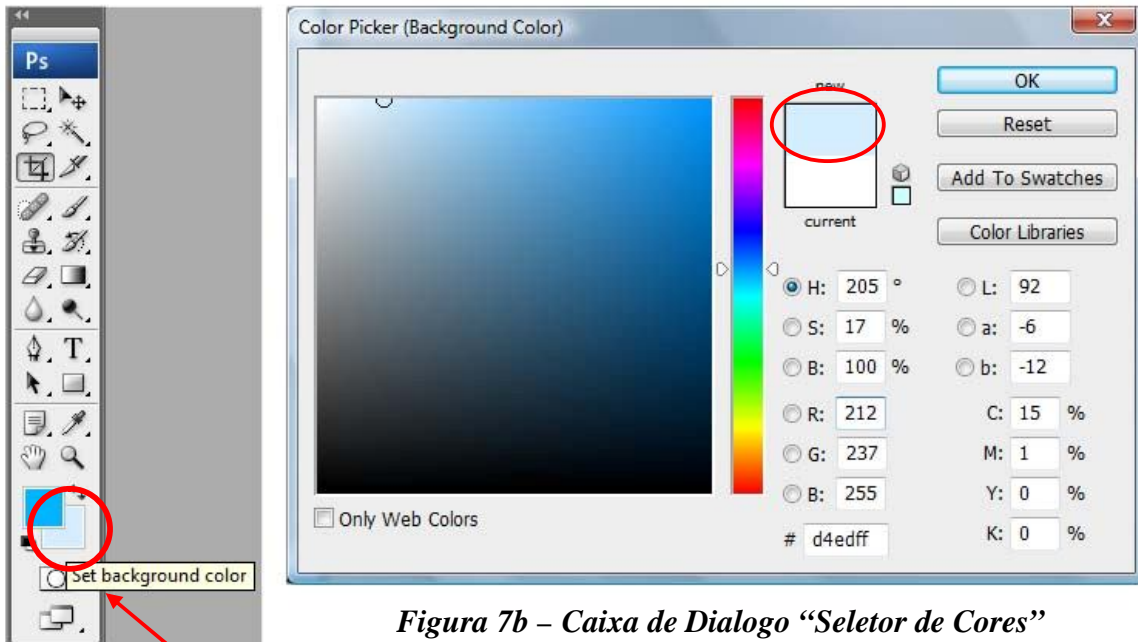 Ps
T
Set background color
Color Picker (Background Color)
new
current
OK
Reset
Add To Swatches
Color Libraries
H: 205 °
S: 17 %
B: 100 %
R: 212
G: 237
B: 255
# d4edff
L: 92
a: -6
b: -12
C: 15 %
M: 1 %
Y: 0 %
K: 0 %
Only Web Colors
Figura 7b – Caixa de Dialogo “Seletor de Cores”